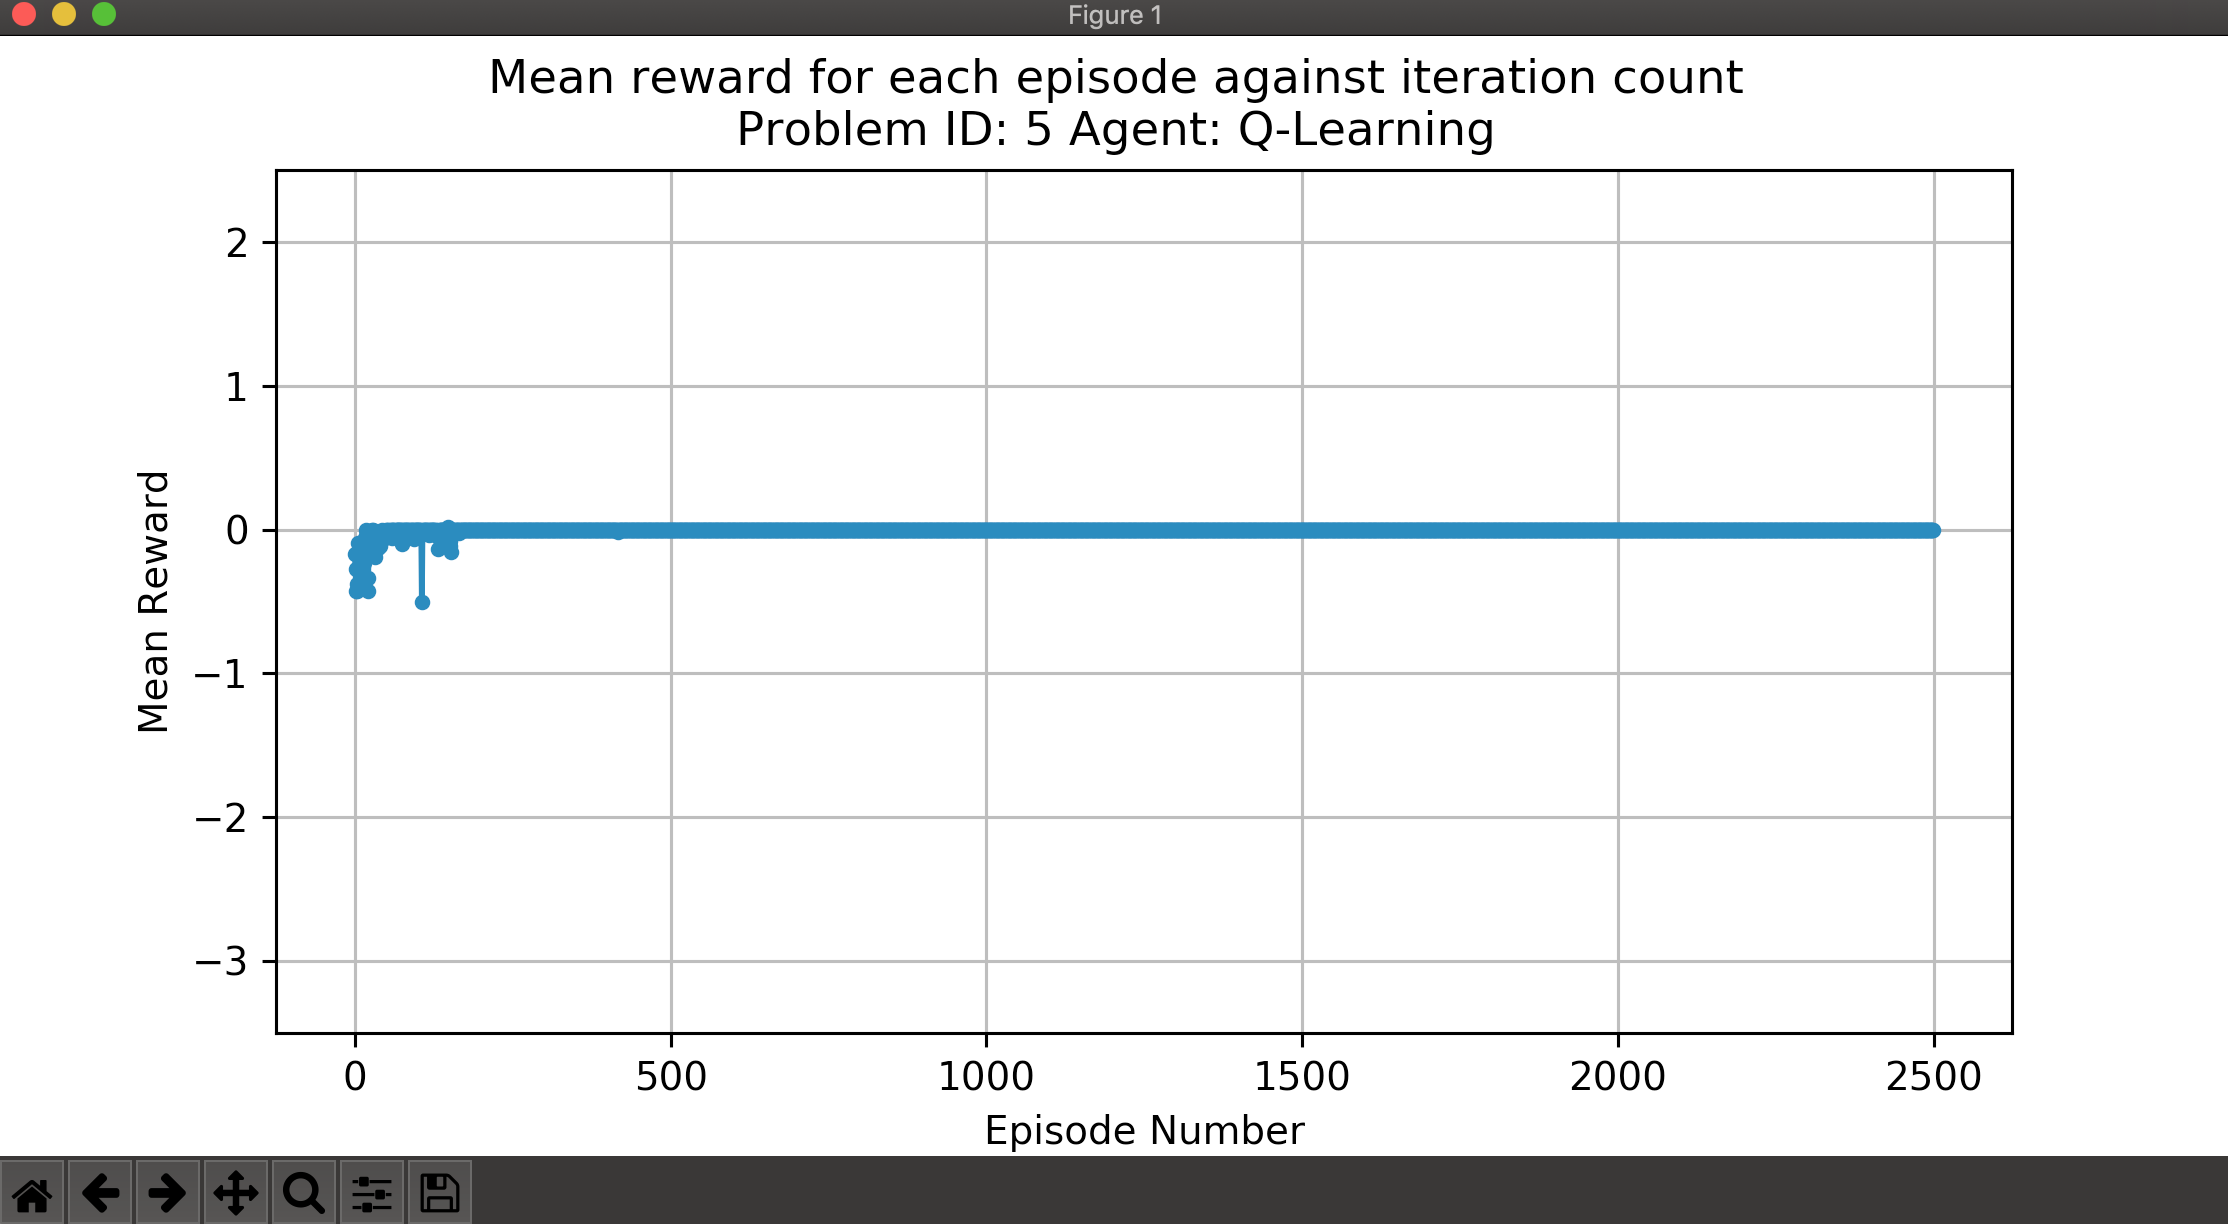 Figure 1
Mean reward for each episode against iteration count
Problem ID: 5 Agent: Q-Learning
2
1
0
−1
−2
−3
Mean Reward
0 500 1000 1500 2000 2500
Episode Number